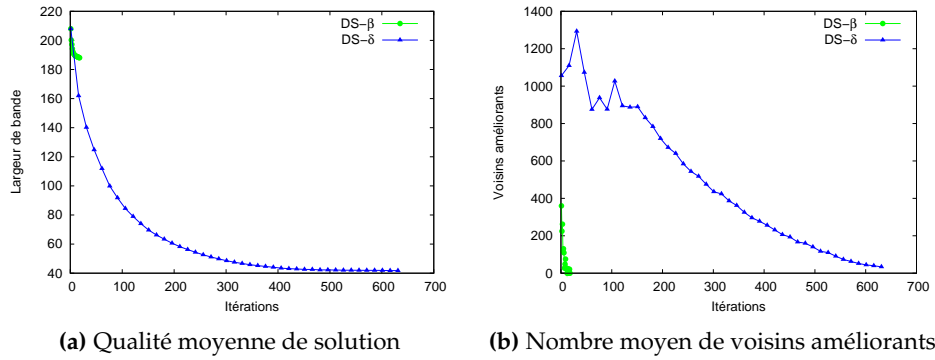 220
200
180
160
140
120
100
80
60
40
Largeur de bande
0 100 200 300 400 500 600 700
Itérations
DS-β
DS-δ
(a) Qualité moyenne de solution
1400
1200
1000
800
600
400
200
0
Voisins améliorants
0 100 200 300 400 500 600 700
Itérations
DS-β
DS-δ
(b) Nombre moyen de voisins améliorants